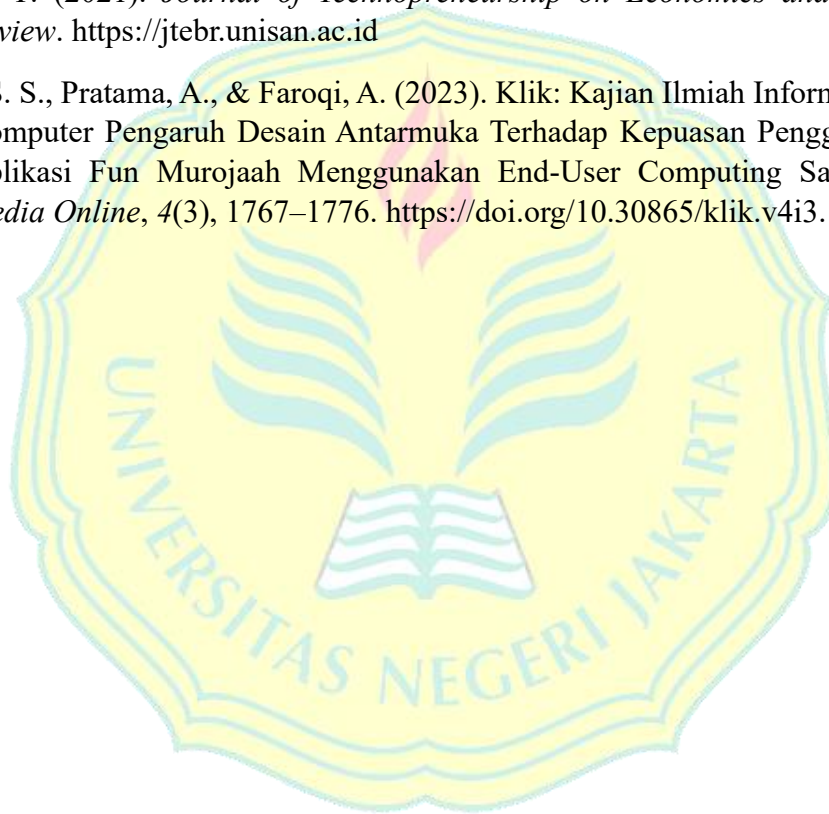 (2021). Journal of Technopreneurship on Economics and
view. https://jtebr.unisan.ac.id
S. S., Pratama, A., & Faroqi, A. (2023). Klik: Kajian Ilmiah Inform
omputer Pengaruh Desain Antarmuka Terhadap Kepuasan Pengg
plikasi Fun Murojaah Menggunakan End-User Computing Sa
edia Online, 4(3), 1767–1776. https://doi.org/10.30865/klik.v4i3.
UNIVERSITAS NEGERI JAKARTA